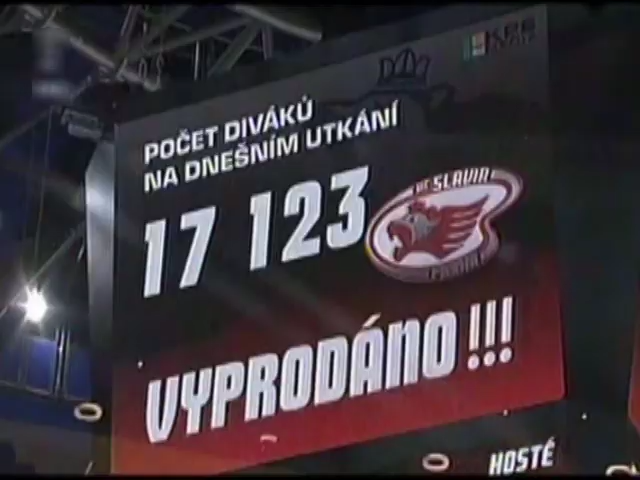 POČET DIVÁKŮ
NA DNEŠNÍM UTKÁNÍ
17 123
HC SLAVIA
PRAHA
VYPRODÁNO !!!
HOSTÉ